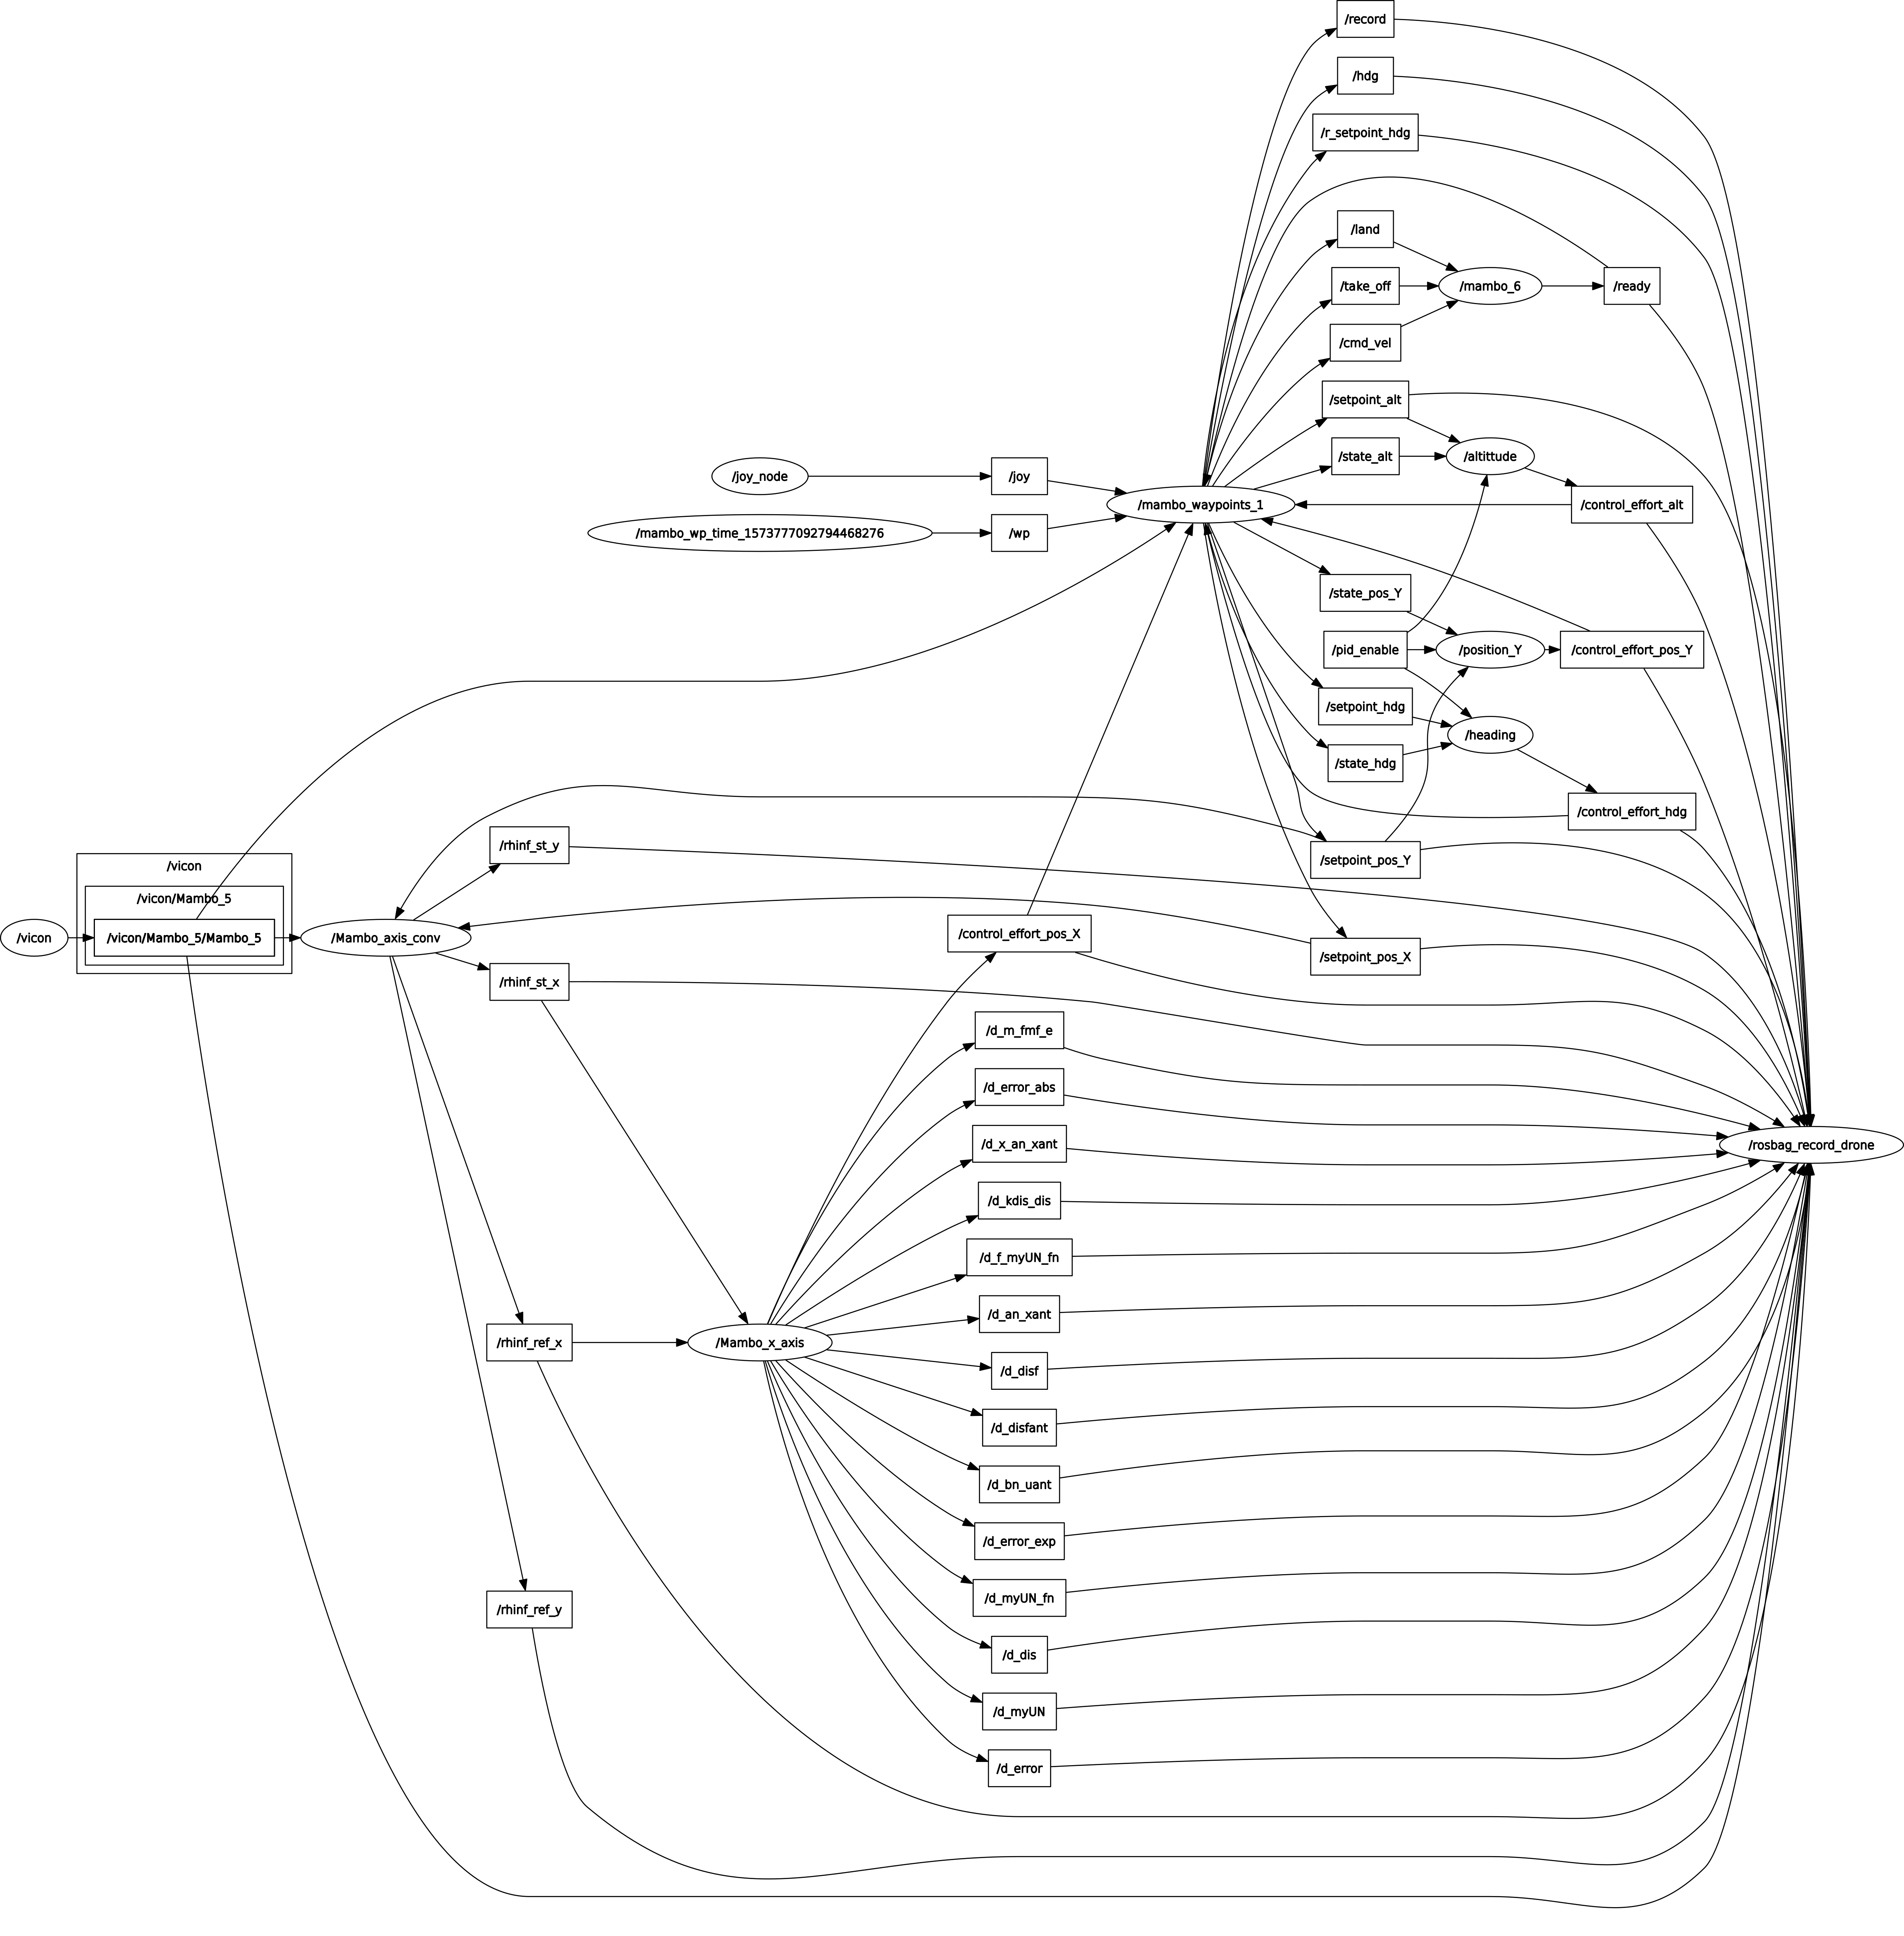 /record
/hdg
/r_setpoint_hdg
/land
/take_off
/mambo_6
/ready
/cmd_vel
/setpoint_alt
/state_alt
/altittude
/joy_node
/joy
/mambo_waypoints_1
/control_effort_alt
/mambo_wp_time_1573777092794468276
/wp
/state_pos_Y
/pid_enable
/position_Y
/control_effort_pos_Y
/setpoint_hdg
/heading
/state_hdg
/control_effort_hdg
/rhinf_st_y
/setpoint_pos_Y
/vicon
/vicon/Mambo_5
/vicon
/vicon/Mambo_5/Mambo_5
/Mambo_axis_conv
/control_effort_pos_X
/setpoint_pos_X
/rhinf_st_x
/d_m_fmf_e
/d_error_abs
/d_x_an_xant
/rosbag_record_drone
/d_kdis_dis
/d_f_myUN_fn
/d_an_xant
/rhinf_ref_x
/Mambo_x_axis
/d_disf
/d_disfant
/d_bn_uant
/d_error_exp
/d_myUN_fn
/rhinf_ref_y
/d_dis
/d_myUN
/d_error